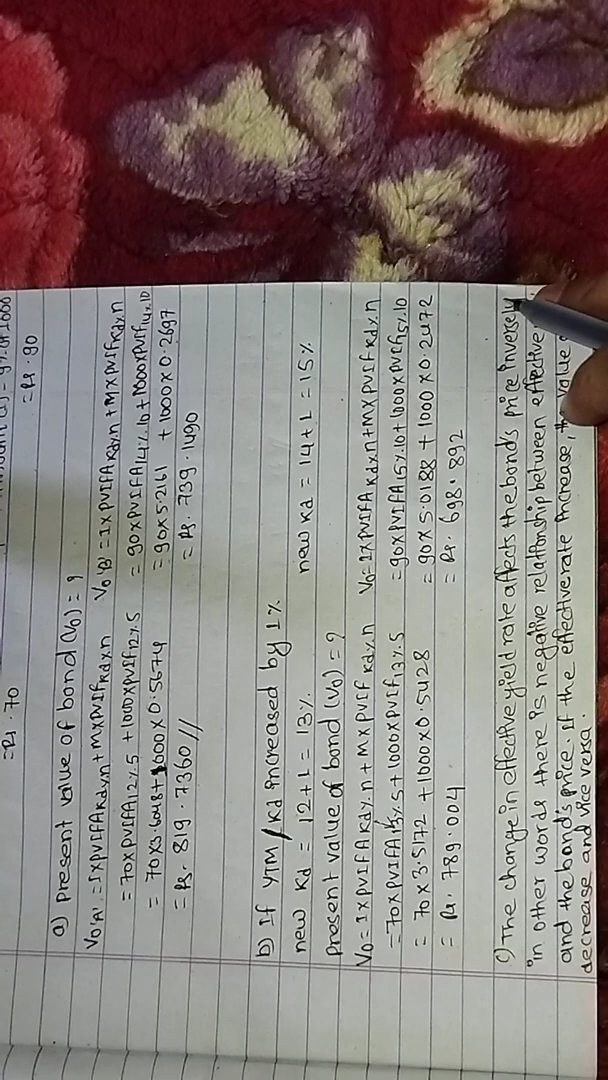 = 9% of 1000
= Rs. 70 = Rs. 90
a) present value of bond (V0) = ?
V0'A' = I x PVIFA Kd%n + M x PVIF Kd x n V0 'B' = I x PVIFA Kd%n + M x PVIF Kd%n
= 70 x PVIFA 12%.5 + 1000 x PVIF 12%5 = 90 x PVIFA 14%.10 + 1000 x PVIF 14%.10
= 70 x 3.6048 + 1000 x 0.5674 = 90 x 5.2161 + 1000 x 0.2697
= Rs. 819.7360 // = Rs. 739.1490
b) If YTM / Kd increased by 1%
new Kd = 12 + 1 = 13% new Kd = 14 + 1 = 15%
present value of bond (V0) = ?
V0 = I x PVIFA Kd%n + M x PVIF Kd%n V0 = I x PVIFA Kd%n + M x PVIF Kd%n
= 70 x PVIFA 13%5 + 1000 x PVIF 13%.5 = 90 x PVIFA 15%.10 + 1000 x PVIF 15%.10
= 70 x 3.5172 + 1000 x 0.5428 = 90 x 5.0188 + 1000 x 0.2472
= Rs. 789.004 = Rs. 698.892
c) The change in effective yield rate affects the bond's price inversely
in other words there is negative relationship between effective
and the bond's price. If the effective rate increase, the value
decrease and vice versa.